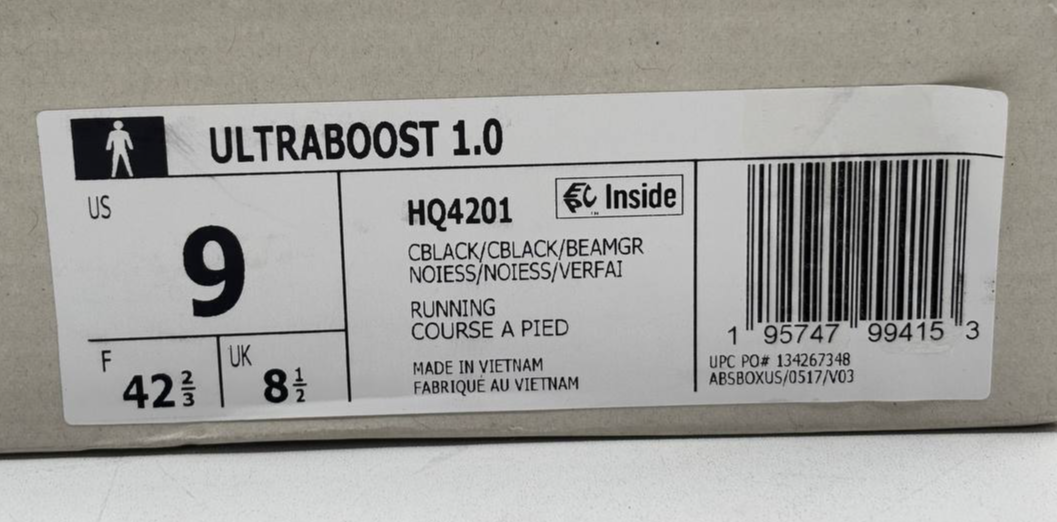 ULTRABOOST 1.0
US
9
F
42 2/3
UK
8 1/2
HQ4201
EPC Inside
CBLACK/CBLACK/BEAMGR
NOIESS/NOIESS/VERFAI
RUNNING
COURSE A PIED
MADE IN VIETNAM
FABRIQUÉ AU VIETNAM
1 95747 99415 3
UPC PO# 134267348
ABSBOXUS/0517/V03